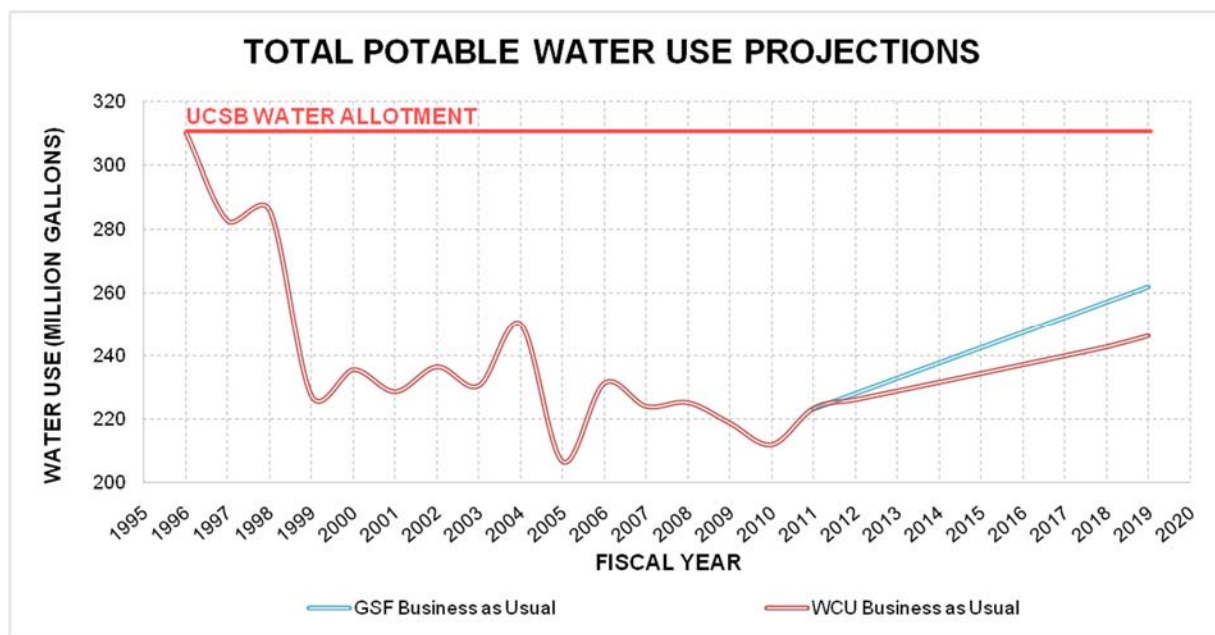 TOTAL POTABLE WATER USE PROJECTIONS
UCSB WATER ALLOTMENT
WATER USE (MILLION GALLONS)
320
300
280
260
240
220
200
1995 1996 1997 1998 1999 2000 2001 2002 2003 2004 2005 2006 2007 2008 2009 2010 2011 2012 2013 2014 2015 2016 2017 2018 2019 2020
FISCAL YEAR
GSF Business as Usual WCU Business as Usual